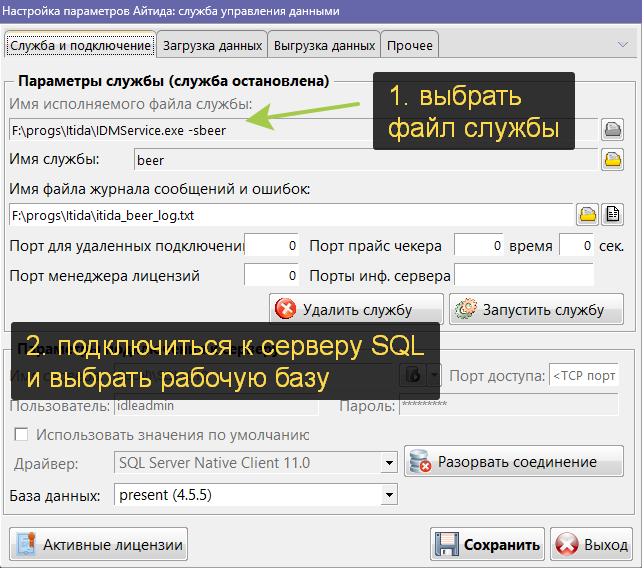 Настройка параметров Айтида: служба управления данными
Служба и подключение Загрузка данных Выгрузка данных Прочее
Параметры службы (служба остановлена)
Имя исполняемого файла службы:
1. выбрать
файл службы
F:\progs\Itida\IDMService.exe -sbeer
Имя службы: beer
Имя файла журнала сообщений и ошибок:
F:\progs\Itida\itida_beer_log.txt
Порт для удаленных подключени 0 Порт прайс чекера 0 время 0 сек.
Порт менеджера лицензий 0 Порты инф. сервера
Удалить службу Запустить службу
2. подключиться к серверу SQL
и выбрать рабочую базу
Порт доступа: <TCP порт
Пользователь: idleadmin Пароль: *********
Использовать значения по умолчанию
Драйвер: SQL Server Native Client 11.0 Разорвать соединение
База данных: present (4.5.5)
Активные лицензии Сохранить Выход